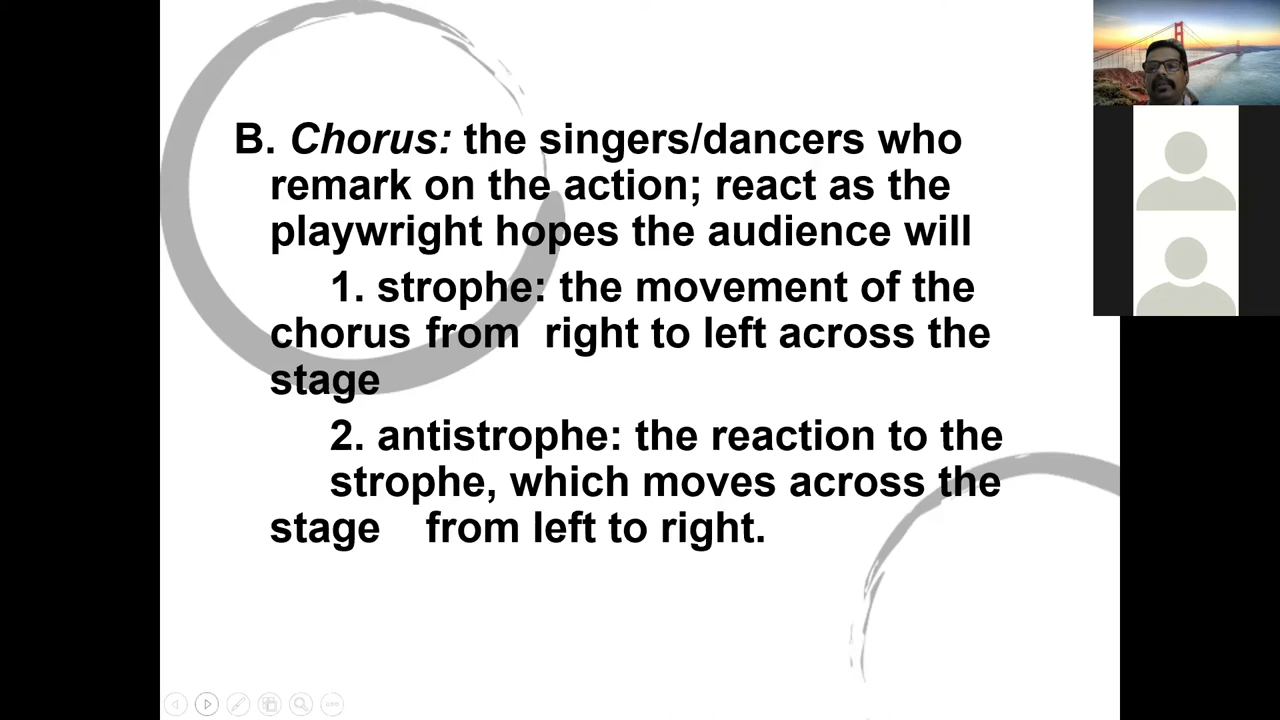 B. Chorus: the singers/dancers who
remark on the action; react as the
playwright hopes the audience will
1. strophe: the movement of the
chorus from right to left across the
stage
2. antistrophe: the reaction to the
strophe, which moves across the
stage from left to right.